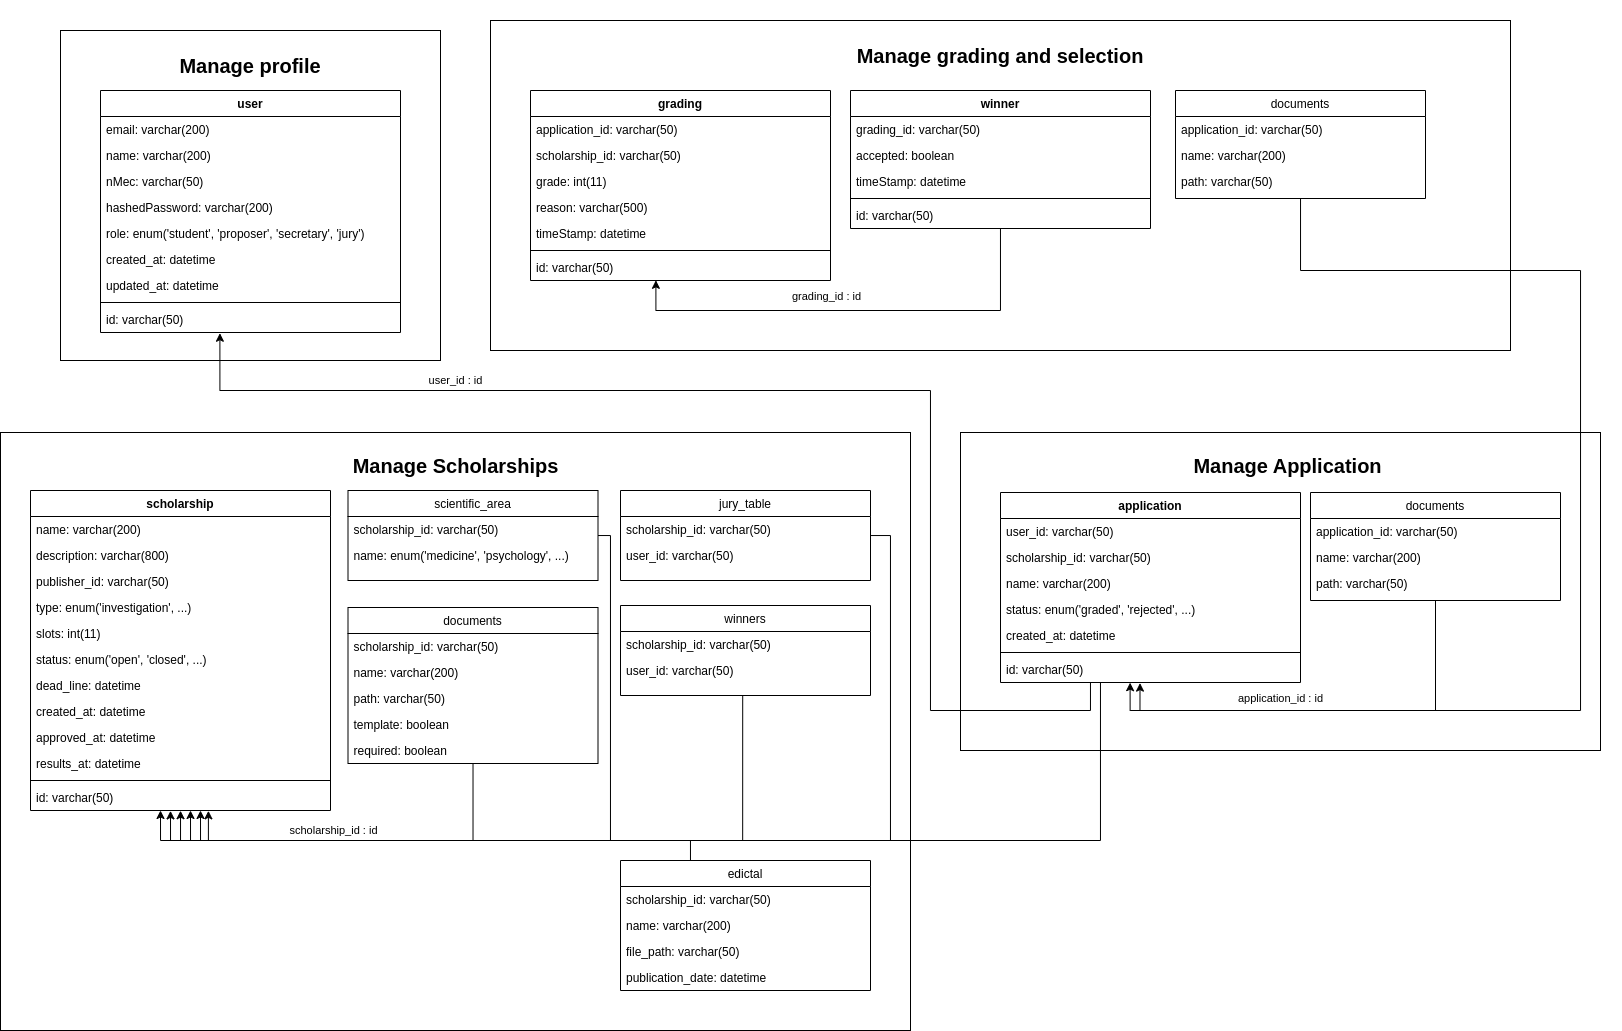 Manage profile
user
email: varchar(200)
name: varchar(200)
nMec: varchar(50)
hashedPassword: varchar(200)
role: enum('student', 'proposer', 'secretary', 'jury')
created_at: datetime
updated_at: datetime
id: varchar(50)
Manage grading and selection
grading
application_id: varchar(50)
scholarship_id: varchar(50)
grade: int(11)
reason: varchar(500)
timeStamp: datetime
id: varchar(50)
winner
grading_id: varchar(50)
accepted: boolean
timeStamp: datetime
id: varchar(50)
documents
application_id: varchar(50)
name: varchar(200)
path: varchar(50)
grading_id : id
user_id : id
Manage Scholarships
scholarship
name: varchar(200)
description: varchar(800)
publisher_id: varchar(50)
type: enum('investigation', ...)
slots: int(11)
status: enum('open', 'closed', ...)
dead_line: datetime
created_at: datetime
approved_at: datetime
results_at: datetime
id: varchar(50)
scientific_area
scholarship_id: varchar(50)
name: enum('medicine', 'psychology', ...)
jury_table
scholarship_id: varchar(50)
user_id: varchar(50)
documents
scholarship_id: varchar(50)
name: varchar(200)
path: varchar(50)
template: boolean
required: boolean
winners
scholarship_id: varchar(50)
user_id: varchar(50)
scholarship_id : id
edictal
scholarship_id: varchar(50)
name: varchar(200)
file_path: varchar(50)
publication_date: datetime
Manage Application
application
user_id: varchar(50)
scholarship_id: varchar(50)
name: varchar(200)
status: enum('graded', 'rejected', ...)
created_at: datetime
id: varchar(50)
documents
application_id: varchar(50)
name: varchar(200)
path: varchar(50)
application_id : id